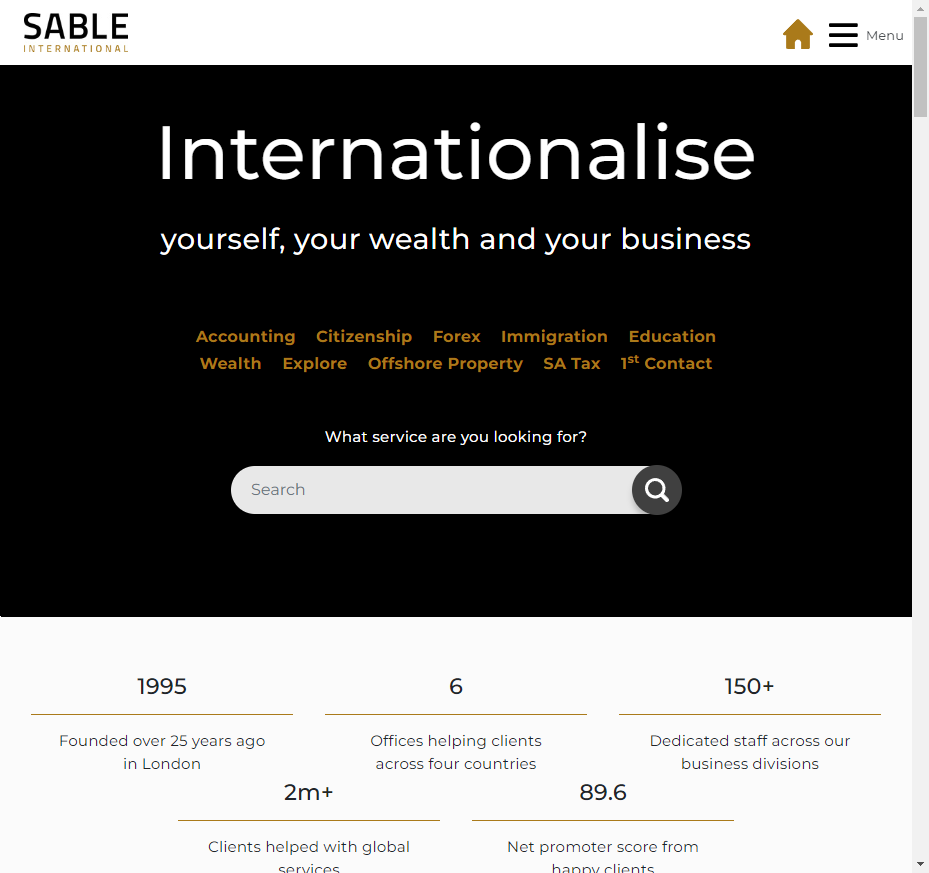 SABLE
INTERNATIONAL
Menu
Internationalise
yourself, your wealth and your business
Accounting Citizenship Forex Immigration Education
Wealth Explore Offshore Property SA Tax 1st Contact
What service are you looking for?
Search
1995 6 150+
Founded over 25 years ago Offices helping clients Dedicated staff across our
in London across four countries business divisions
2m+ 89.6
Clients helped with global Net promoter score from
services happy clients